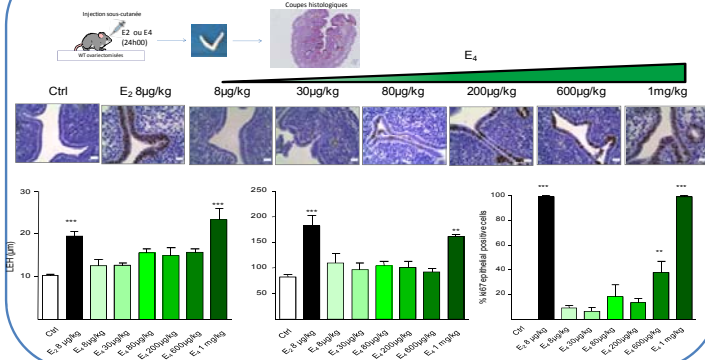 Injection sous-cutanée
Coupes histologiques
E2 ou E4
(24h00)
WT ovariectomisées
E4
Ctrl
E2 8µg/kg
8µg/kg
30µg/kg
80µg/kg
200µg/kg
600µg/kg
1mg/kg
LEH (µm)
30
20
10
***
***
Ctrl
E2 8 µg/kg
E4 8µg/kg
E4 30µg/kg
E4 80µg/kg
E4 200µg/kg
E4 600µg/kg
E4 1 mg/kg
250
200
150
100
50
***
**
Ctrl
E2 8 µg/kg
E4 8µg/kg
E4 30µg/kg
E4 80µg/kg
E4 200µg/kg
E4 600µg/kg
E4 1 mg/kg
% ki67 epithelial positive cells
100
80
60
40
20
***
**
***
Ctrl
E2 8 µg/kg
E4 8µg/kg
E4 30µg/kg
E4 80µg/kg
E4 200µg/kg
E4 600µg/kg
E4 1 mg/kg